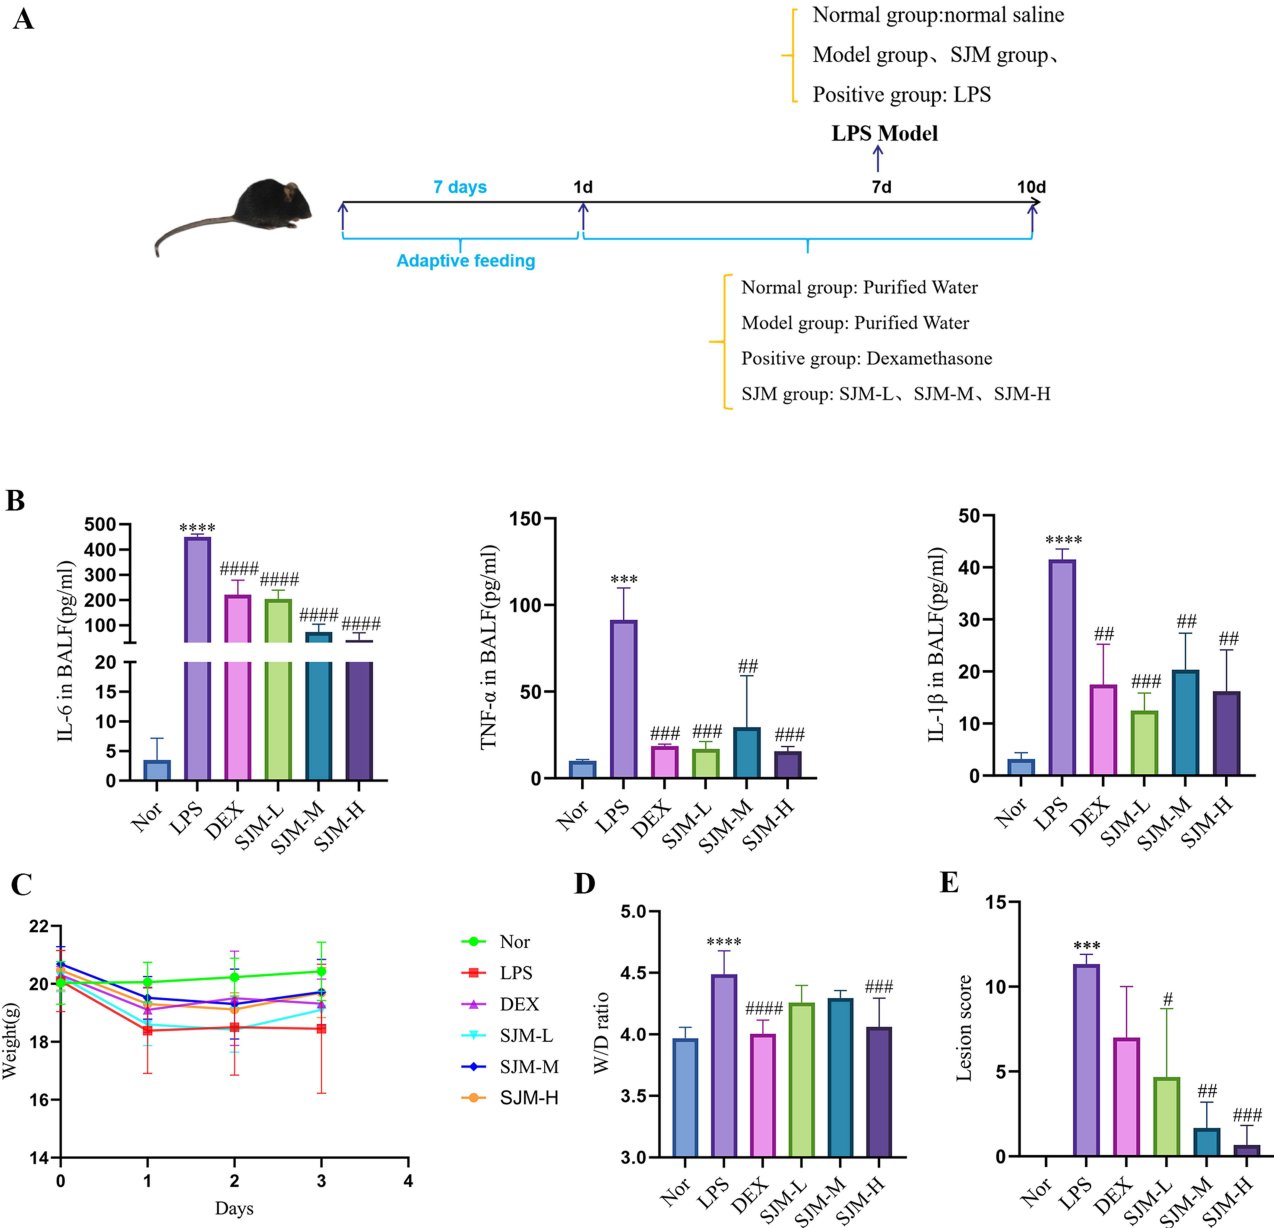 A
Normal group:normal saline
Model group、SJM group、
Positive group: LPS
LPS Model
7 days
1d
7d
10d
Adaptive feeding
Normal group: Purified Water
Model group: Purified Water
Positive group: Dexamethasone
SJM group: SJM-L、SJM-M、SJM-H
B
IL-6 in BALF(pg/ml)
500
400
300
200
100
20
15
10
5
0
****
####
####
####
####
Nor
LPS
DEX
SJM-L
SJM-M
SJM-H
TNF-α in BALF(pg/ml)
150
100
50
0
***
###
###
##
###
Nor
LPS
DEX
SJM-L
SJM-M
SJM-H
IL-1β in BALF(pg/ml)
50
40
30
20
10
0
****
##
###
##
##
Nor
LPS
DEX
SJM-L
SJM-M
SJM-H
C
Weight(g)
22
20
18
16
14
0
1
2
3
4
Days
Nor
LPS
DEX
SJM-L
SJM-M
SJM-H
D
W/D ratio
5.0
4.5
4.0
3.5
3.0
****
####
###
Nor
LPS
DEX
SJM-L
SJM-M
SJM-H
E
Lesion score
15
10
5
0
***
#
##
###
Nor
LPS
DEX
SJM-L
SJM-M
SJM-H